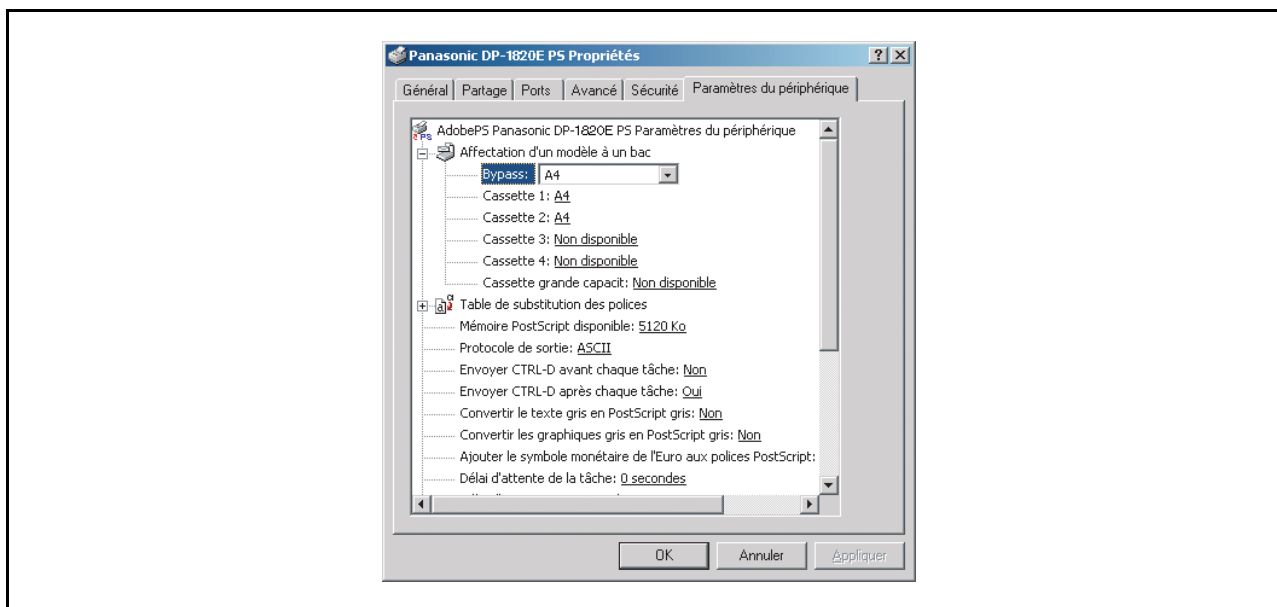 Panasonic DP-1820E PS Propriétés
Général Partage Ports Avancé Sécurité Paramètres du périphérique
AdobePS Panasonic DP-1820E PS Paramètres du périphérique
Affectation d'un modèle à un bac
Bypass: A4
Cassette 1: A4
Cassette 2: A4
Cassette 3: Non disponible
Cassette 4: Non disponible
Cassette grande capacit: Non disponible
Table de substitution des polices
Mémoire PostScript disponible: 5120 Ko
Protocole de sortie: ASCII
Envoyer CTRL-D avant chaque tâche: Non
Envoyer CTRL-D après chaque tâche: Oui
Convertir le texte gris en PostScript gris: Non
Convertir les graphiques gris en PostScript gris: Non
Ajouter le symbole monétaire de l'Euro aux polices PostScript:
Délai d'attente de la tâche: 0 secondes
OK Annuler Appliquer